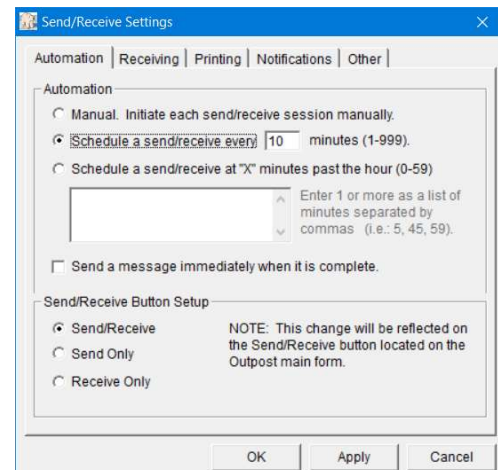 Send/Receive Settings
Automation Receiving Printing Notifications Other
Automation
Manual. Initiate each send/receive session manually.
Schedule a send/receive every 10 minutes (1-999).
Schedule a send/receive at "X" minutes past the hour (0-59)
Enter 1 or more as a list of
minutes separated by
commas (i.e.: 5, 45, 59).
Send a message immediately when it is complete.
Send/Receive Button Setup
Send/Receive
Send Only
Receive Only
NOTE: This change will be reflected on
the Send/Receive button located on the
Outpost main form.
OK Apply Cancel